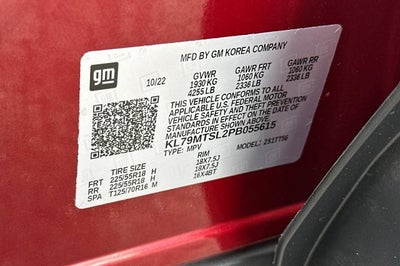 gm
MFD BY GM KOREA COMPANY
10/22
GVWR GAWR FRT GAWR RR
1930 KG 1060 KG 1060 KG
4255 LB 2336 LB 2336 LB
THIS VEHICLE CONFORMS TO ALL
APPLICABLE U.S. FEDERAL MOTOR
VEHICLE SAFETY AND THEFT PREVENTION
STANDARDS IN EFFECT ON THE DATE OF
MANUFACTURE SHOWN ABOVE.
KL79MTSL2PB055615
TYPE: MPV MODEL: 2S1TT56
TIRE SIZE RIM
FRT 225/55R18 H 18X7.5J
RR 225/55R18 H 18X7.5J
SPA T125/70R16 M 16X4BT